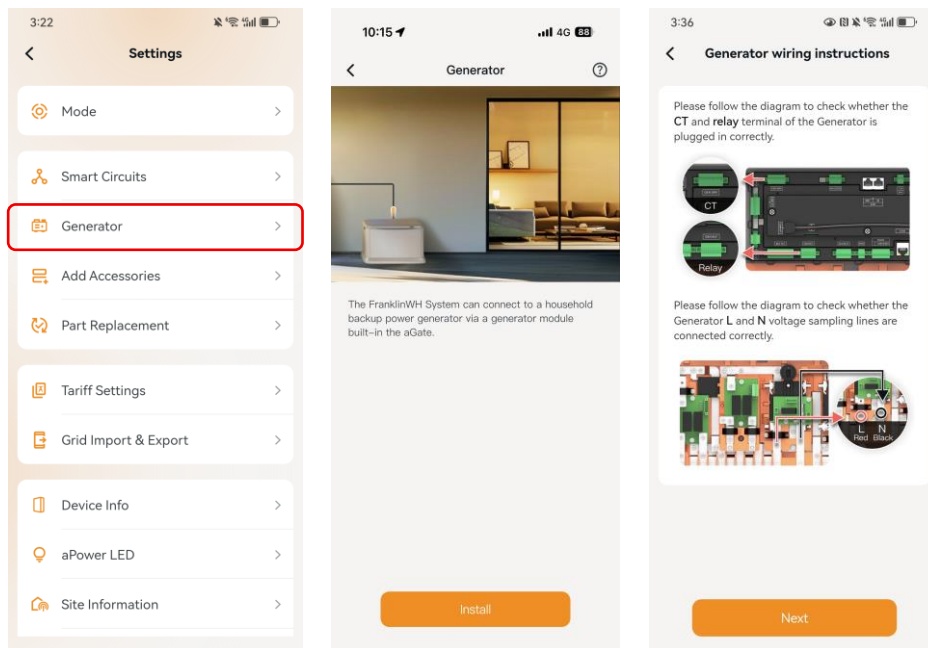 3:22
Settings
Mode
Smart Circuits
Generator
Add Accessories
Part Replacement
Tariff Settings
Grid Import & Export
Device Info
aPower LED
Site Information
10:15
4G 88
Generator
The FranklinWH System can connect to a household
backup power generator via a generator module
built-in the aGate.
Install
3:36
Generator wiring instructions
Please follow the diagram to check whether the
CT and relay terminal of the Generator is
plugged in correctly.
CT
Relay
Please follow the diagram to check whether the
Generator L and N voltage sampling lines are
connected correctly.
L N
Red Black
Next